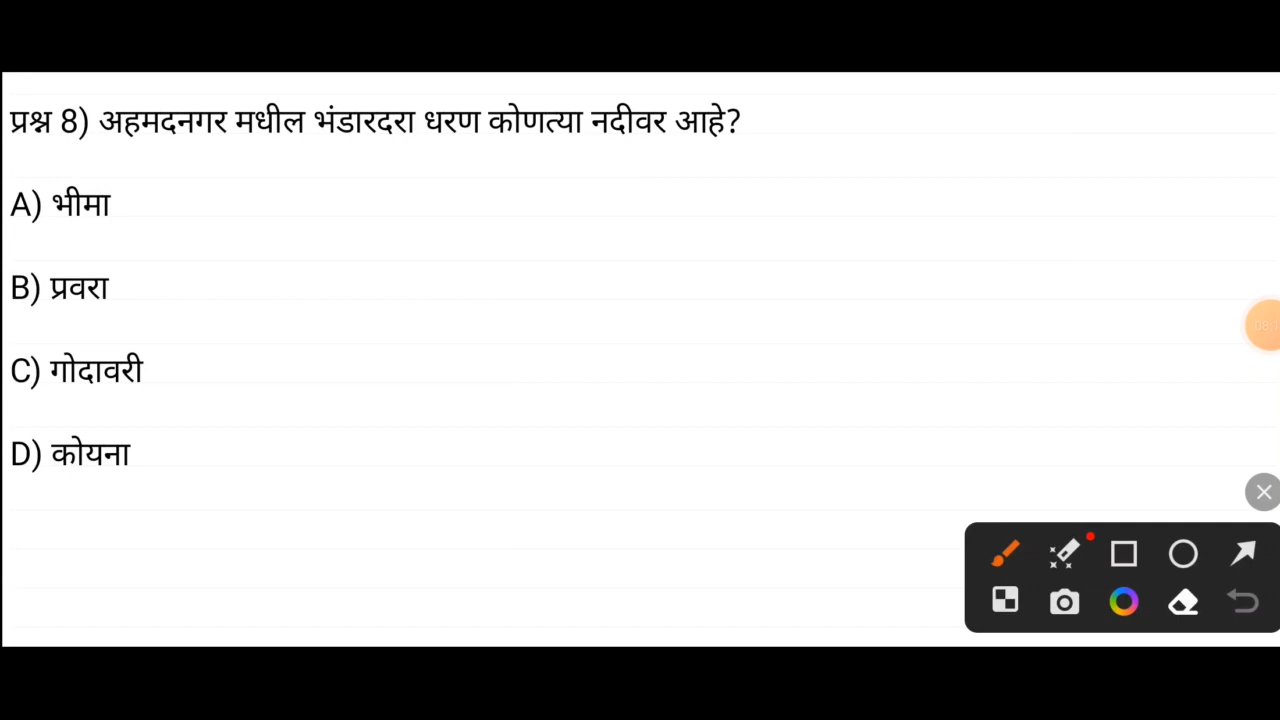 प्रश्न 8) अहमदनगर मधील भंडारदरा धरण कोणत्या नदीवर आहे?
A) भीमा
B) प्रवरा
C) गोदावरी
D) कोयना